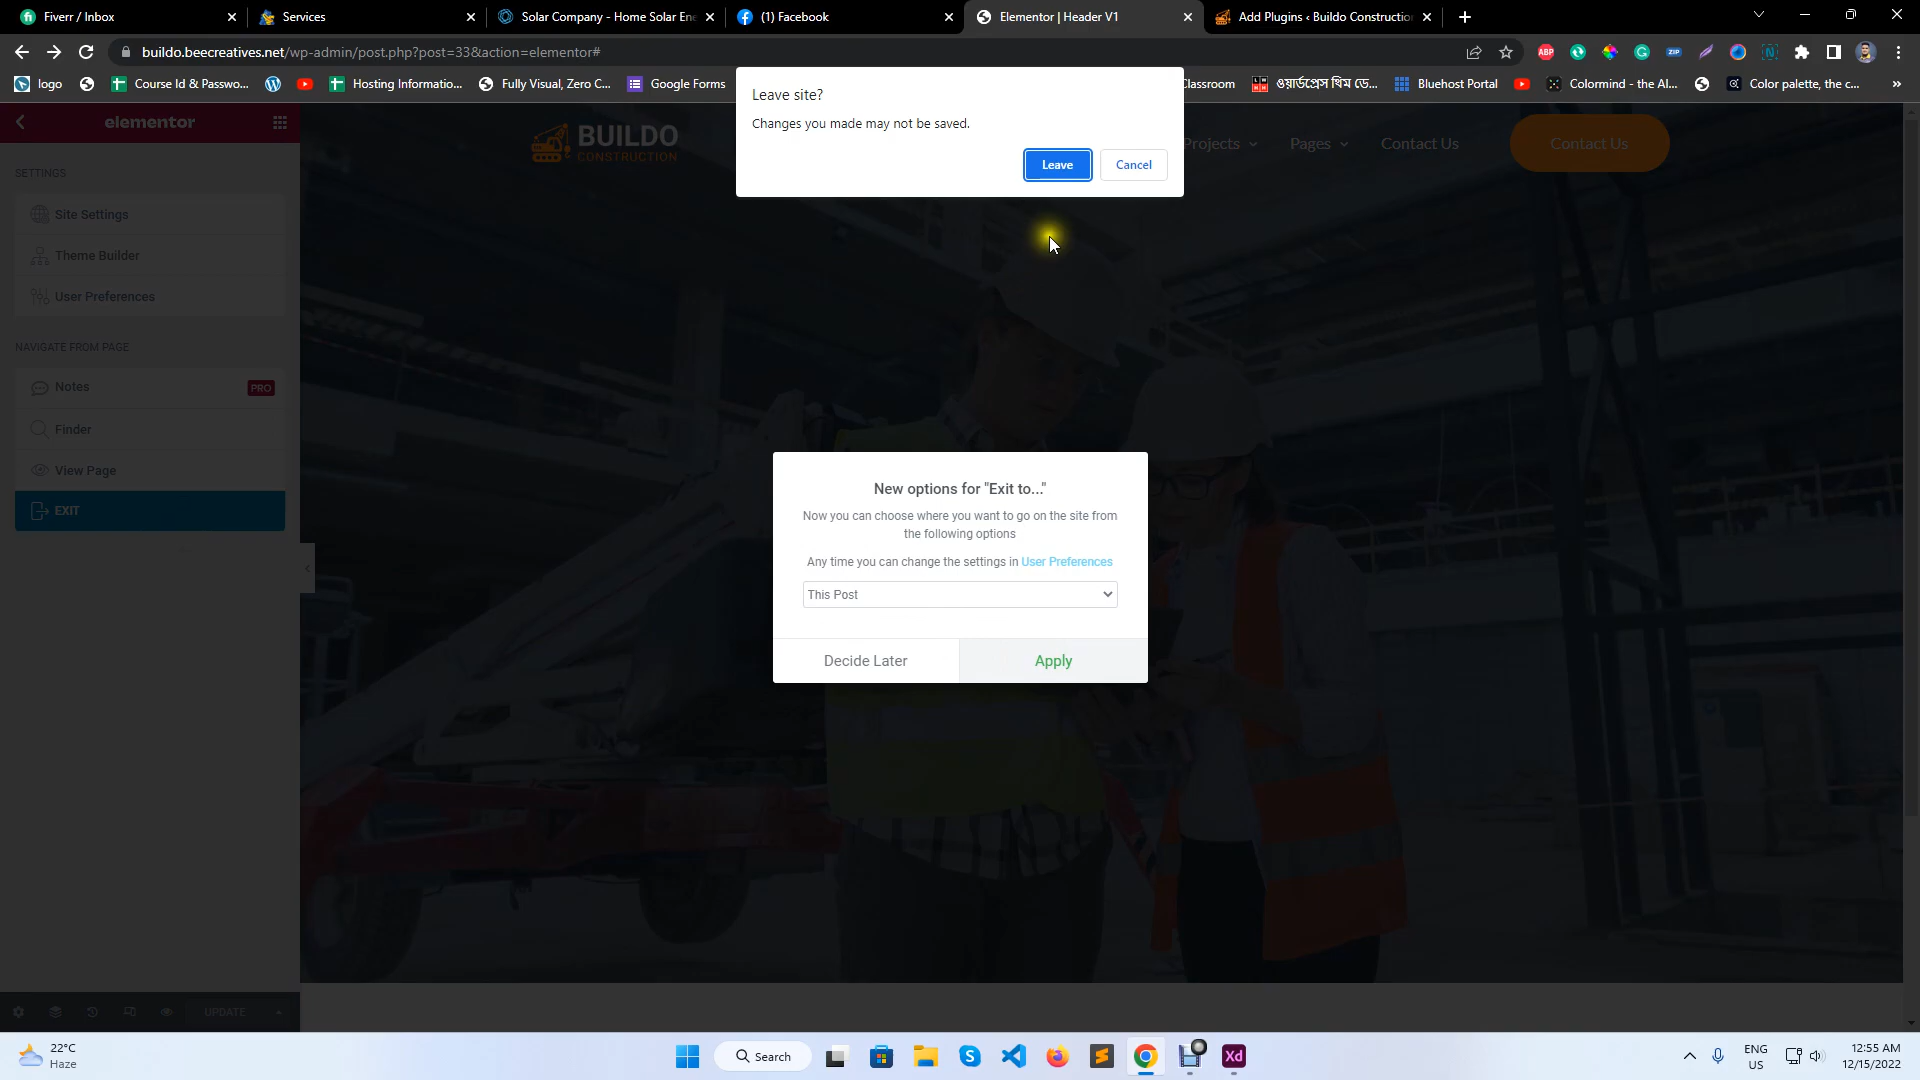 Fiverr / Inbox
Services
Solar Company - Home Solar Ene
(1) Facebook
Elementor | Header V1
Add Plugins ‹ Buildo Constructio
buildo.beecreatives.net/wp-admin/post.php?post=33&action=elementor#
logo
Course Id & Passwo...
Hosting Informatio...
Fully Visual, Zero C...
Google Forms
Classroom
ওয়ার্ডপ্রেস থিম ডে...
Bluehost Portal
Colormind - the AI...
Color palette, the c...
Leave site?
Changes you made may not be saved.
Leave
Cancel
elementor
BUILDO
CONSTRUCTION
Projects
Pages
Contact Us
Contact Us
SETTINGS
Site Settings
Theme Builder
User Preferences
NAVIGATE FROM PAGE
Notes
PRO
Finder
View Page
EXIT
New options for "Exit to..."
Now you can choose where you want to go on the site from
the following options
Any time you can change the settings in User Preferences
This Post
Decide Later
Apply
UPDATE
22°C
Haze
Search
ENG
US
12:55 AM
12/15/2022